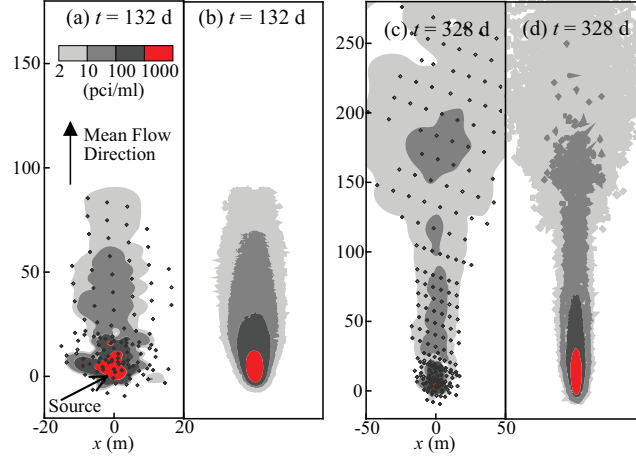 (a) t = 132 d
(b) t = 132 d
(c) t = 328 d
(d) t = 328 d
2 10 100 1000
(pci/ml)
Mean Flow
Direction
Source
150
100
50
0
-20 0 20
x (m)
250
200
150
100
50
0
-50 0 50
x (m)